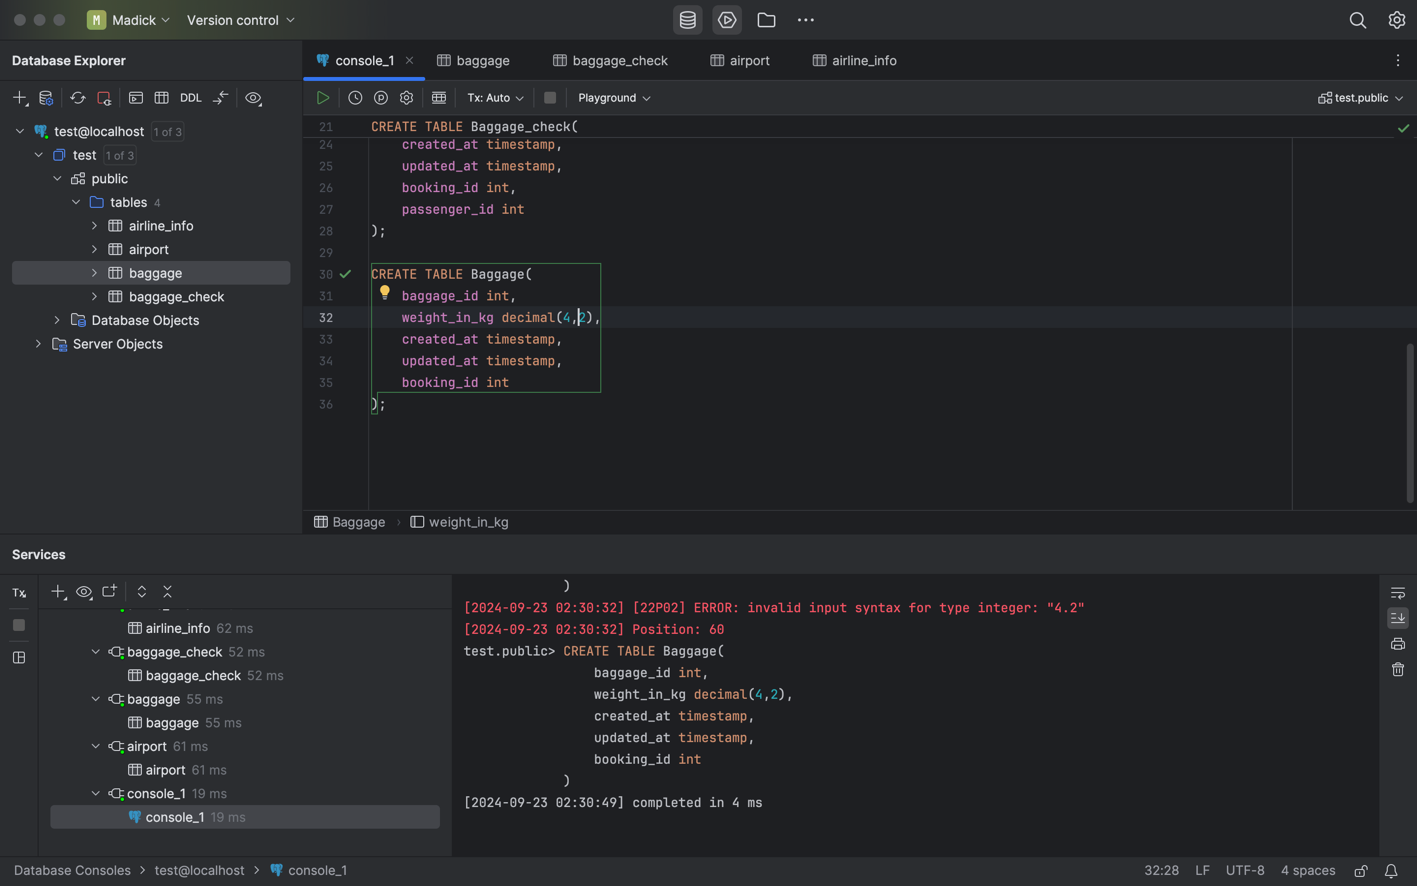 M Madick Version control
Database Explorer
console_1 baggage baggage_check airport airline_info
DDL
Tx: Auto Playground test.public
test@localhost 1 of 3
test 1 of 3
public
tables 4
airline_info
airport
baggage
baggage_check
Database Objects
Server Objects
21 CREATE TABLE Baggage_check(
24 created_at timestamp,
25 updated_at timestamp,
26 booking_id int,
27 passenger_id int
28 );
29
30 CREATE TABLE Baggage(
31 baggage_id int,
32 weight_in_kg decimal(4,2),
33 created_at timestamp,
34 updated_at timestamp,
35 booking_id int
36 );
Baggage › weight_in_kg
Services
Tx
airline_info 62 ms
baggage_check 52 ms
baggage_check 52 ms
baggage 55 ms
baggage 55 ms
airport 61 ms
airport 61 ms
console_1 19 ms
console_1 19 ms
)
[2024-09-23 02:30:32] [22P02] ERROR: invalid input syntax for type integer: "4.2"
[2024-09-23 02:30:32] Position: 60
test.public> CREATE TABLE Baggage(
baggage_id int,
weight_in_kg decimal(4,2),
created_at timestamp,
updated_at timestamp,
booking_id int
)
[2024-09-23 02:30:49] completed in 4 ms
Database Consoles > test@localhost > console_1
32:28 LF UTF-8 4 spaces